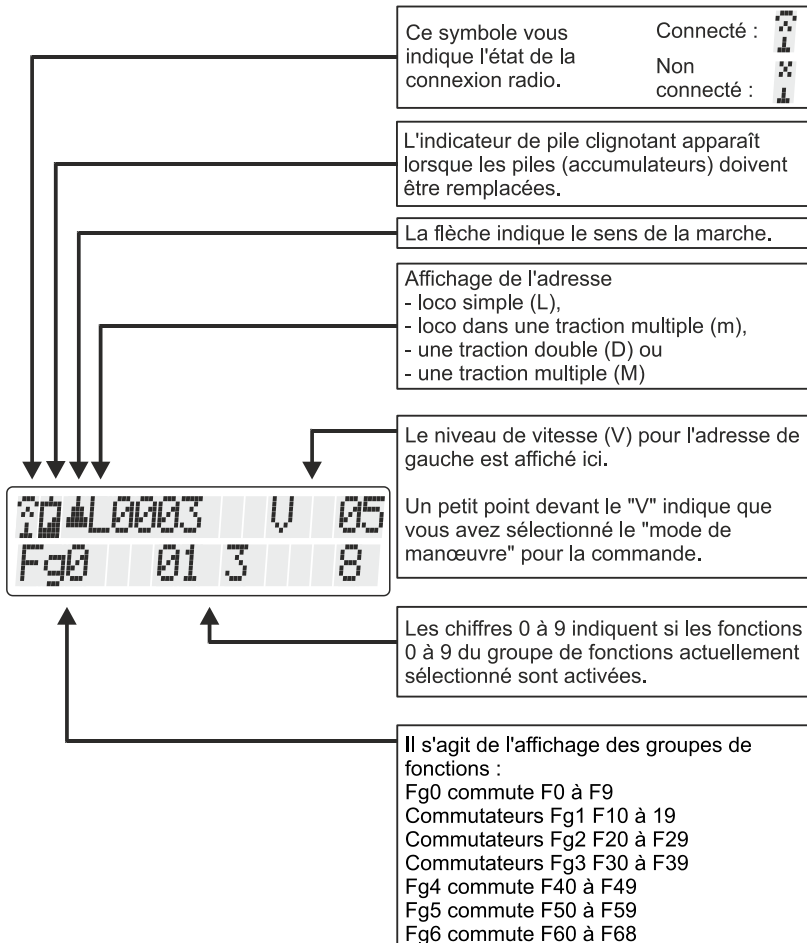 Ce symbole vous
indique l'état de la
connexion radio.
Connecté :
Non
connecté :
L'indicateur de pile clignotant apparaît
lorsque les piles (accumulateurs) doivent
être remplacées.
La flèche indique le sens de la marche.
Affichage de l'adresse
- loco simple (L),
- loco dans une traction multiple (m),
- une traction double (D) ou
- une traction multiple (M)
Le niveau de vitesse (V) pour l'adresse de
gauche est affiché ici.
Un petit point devant le "V" indique que
vous avez sélectionné le "mode de
manœuvre" pour la commande.
L0003 V 05
Fg0 01 3 8
Les chiffres 0 à 9 indiquent si les fonctions
0 à 9 du groupe de fonctions actuellement
sélectionné sont activées.
Il s'agit de l'affichage des groupes de
fonctions :
Fg0 commute F0 à F9
Commutateurs Fg1 F10 à 19
Commutateurs Fg2 F20 à F29
Commutateurs Fg3 F30 à F39
Fg4 commute F40 à F49
Fg5 commute F50 à F59
Fg6 commute F60 à F68